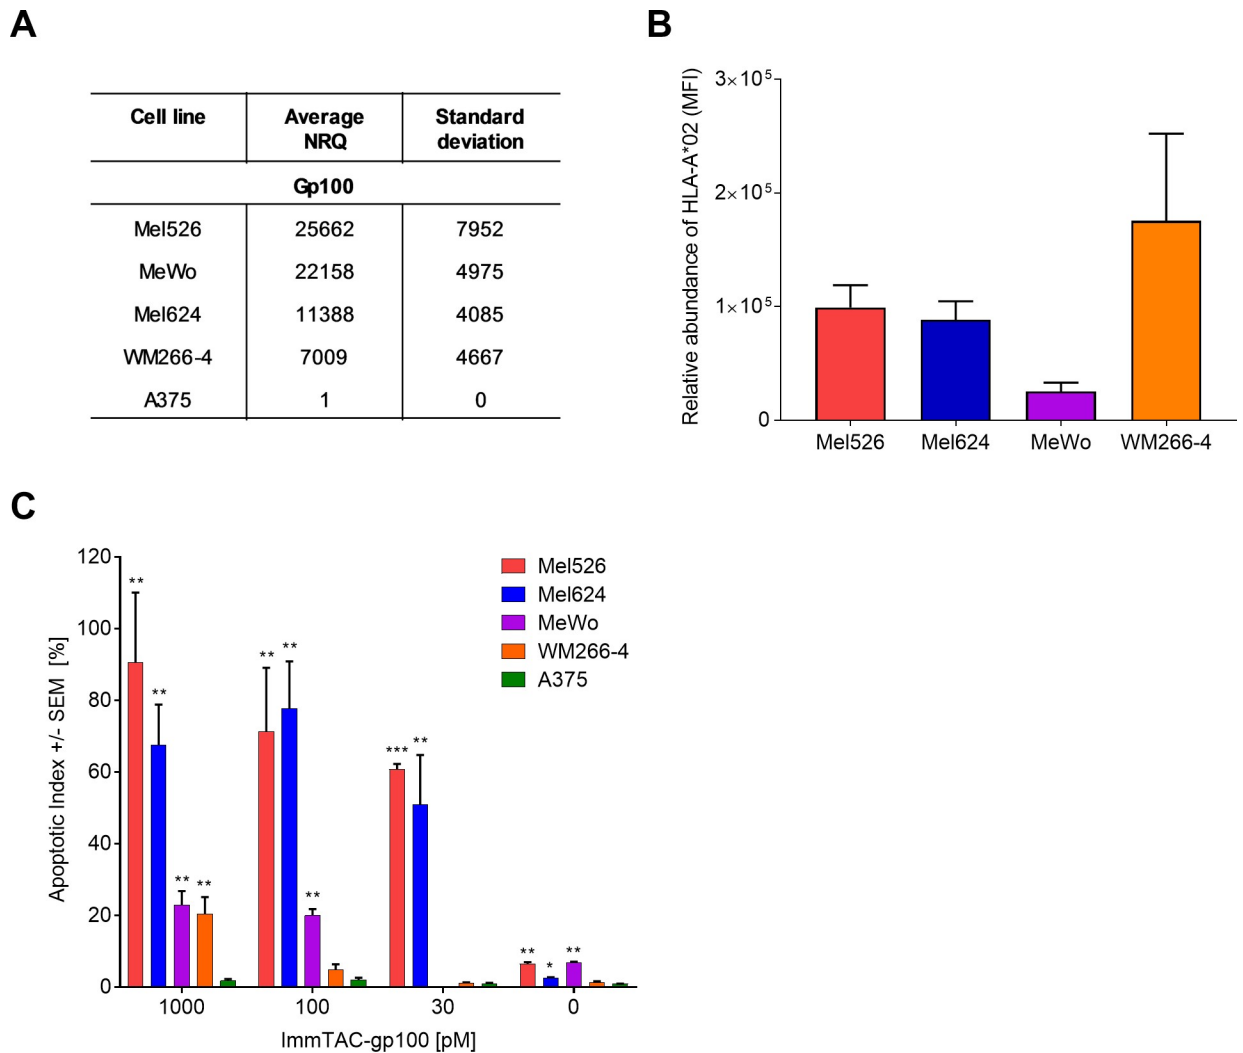 A
Cell line Average NRQ Standard deviation
Gp100
Mel526 25662 7952
MeWo 22158 4975
Mel624 11388 4085
WM266-4 7009 4667
A375 1 0
B
Relative abundance of HLA-A*02 (MFI)
3×10⁵
2×10⁵
1×10⁵
0
Mel526 Mel624 MeWo WM266-4
C
Apoptotic Index +/- SEM [%]
120
100
80
60
40
20
0
** ** ** **
** ** **
*** **
** * **
Mel526
Mel624
MeWo
WM266-4
A375
1000 100 30 0
ImmTAC-gp100 [pM]